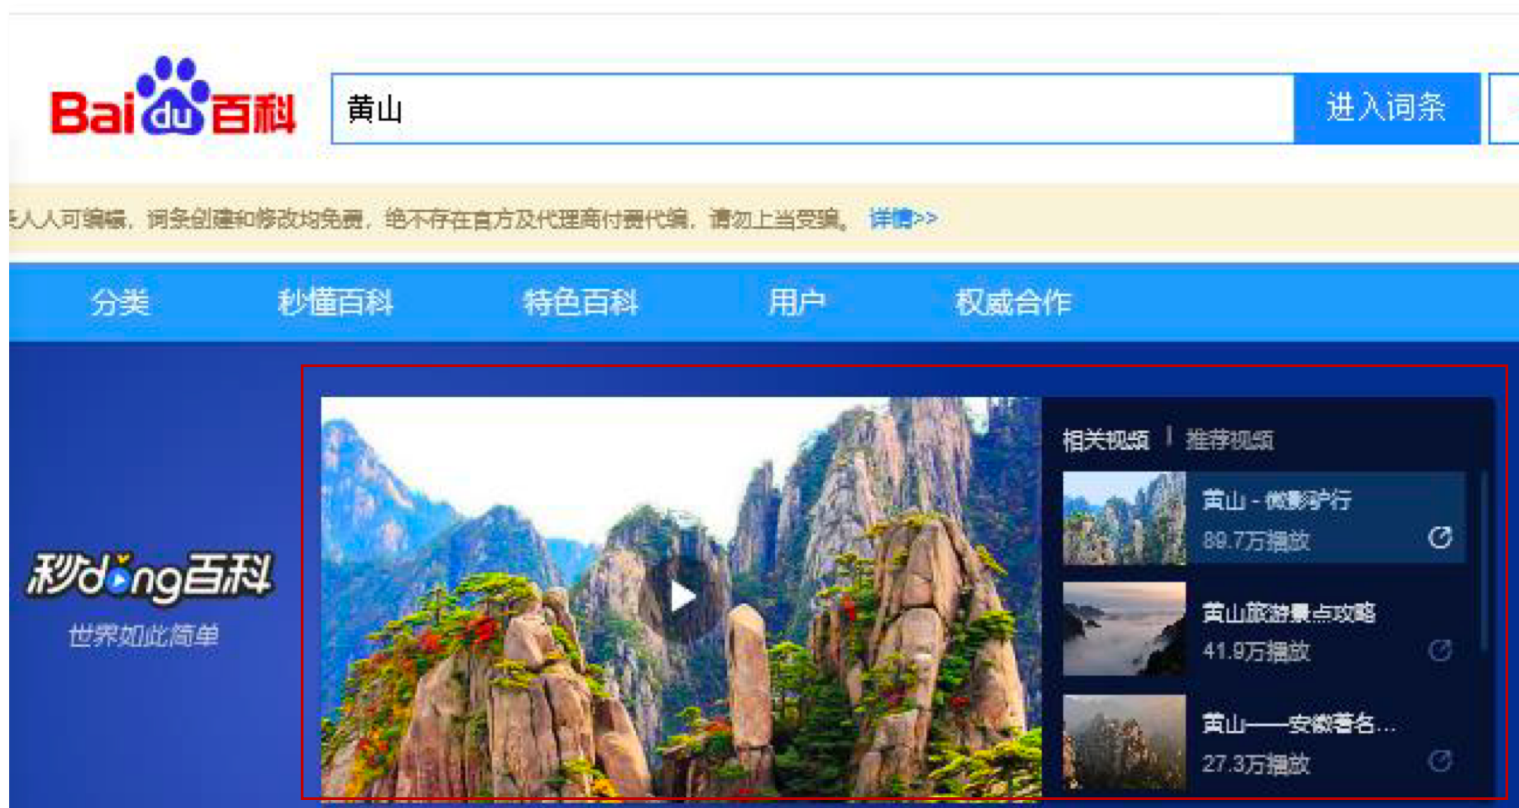 Baidu百科
黄山
进入词条
人人可编辑，词条创建和修改均免费，绝不存在官方及代理商付费代编，请勿上当受骗。 详情>>
分类 秒懂百科 特色百科 用户 权威合作
秒dong百科
世界如此简单
相关视频 | 推荐视频
黄山 - 微影驴行
89.7万播放
黄山旅游景点攻略
41.9万播放
黄山——安徽著名...
27.3万播放